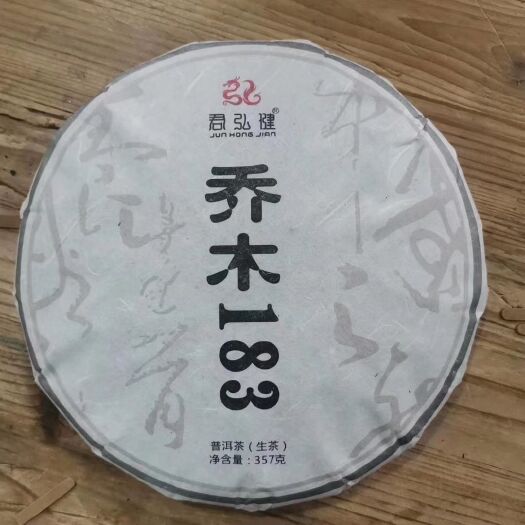 君弘健®
JUN HONG JIAN
乔木183
普洱茶（生茶）
净含量：357克